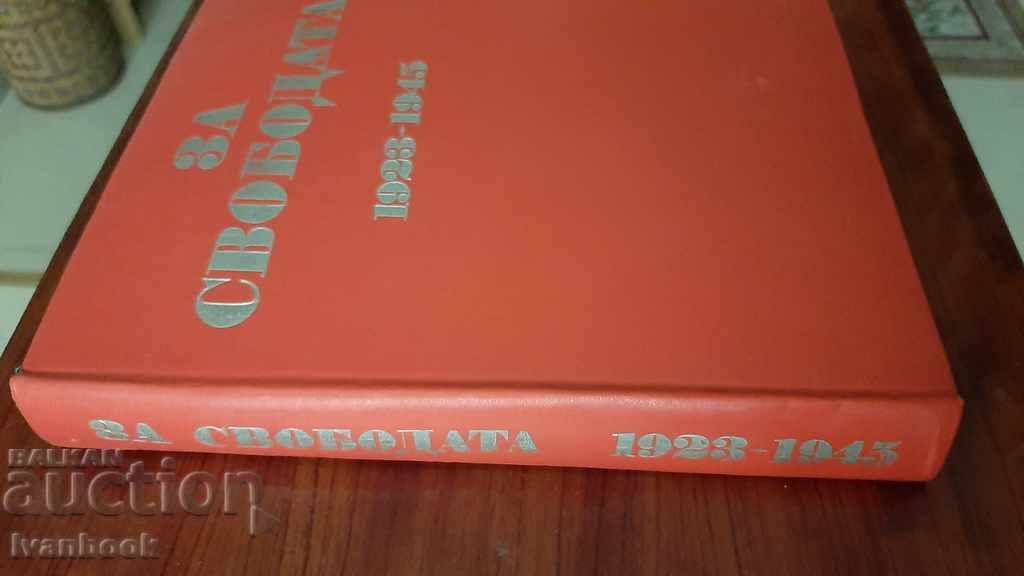 ЗА
СВОБОДАТА
1923-1945
ЗА СВОБОДАТА 1923-1945
BALKAN
auction
Ivanbook